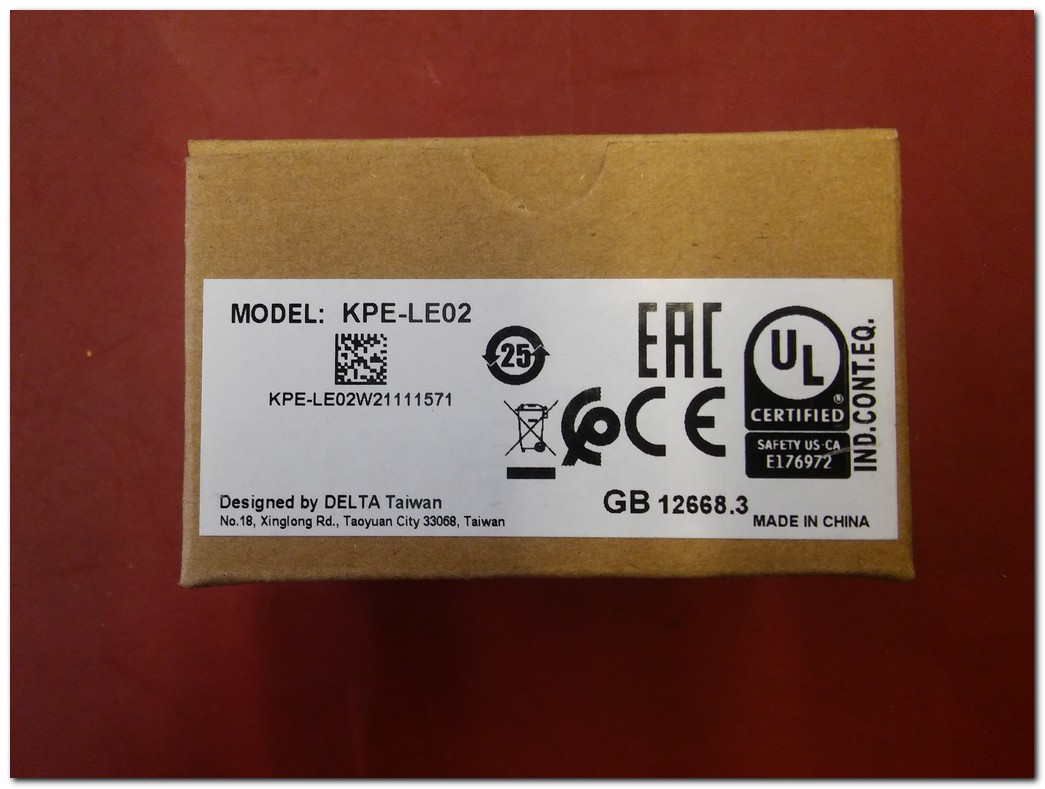 MODEL: KPE-LE02
KPE-LE02W21111571
25
EAC
CE
UL
®
CERTIFIED
SAFETY US·CA
E176972
IND.CONT.EQ.
Designed by DELTA Taiwan
No.18, Xinglong Rd., Taoyuan City 33068, Taiwan
GB 12668.3
MADE IN CHINA